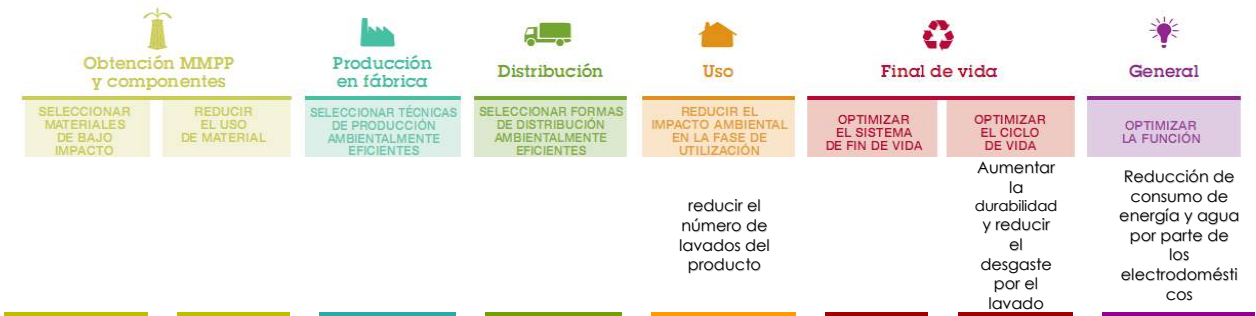 Obtención MMPP
y componentes
Producción
en fábrica
Distribución
Uso
Final de vida
General
SELECCIONAR
MATERIALES
DE BAJO
IMPACTO
REDUCIR
EL USO
DE MATERIAL
SELECCIONAR TÉCNICAS
DE PRODUCCIÓN
AMBIENTALMENTE
EFICIENTES
SELECCIONAR FORMAS
DE DISTRIBUCIÓN
AMBIENTALMENTE
EFICIENTES
REDUCIR EL
IMPACTO AMBIENTAL
EN LA FASE DE
UTILIZACIÓN
OPTIMIZAR
EL SISTEMA
DE FIN DE VIDA
OPTIMIZAR
EL CICLO
DE VIDA
OPTIMIZAR
LA FUNCIÓN
reducir el
número de
lavados del
producto
Aumentar
la
durabilidad
y reducir
el
desgaste
por el
lavado
Reducción de
consumo de
energía y agua
por parte de
los
electrodomésti
cos